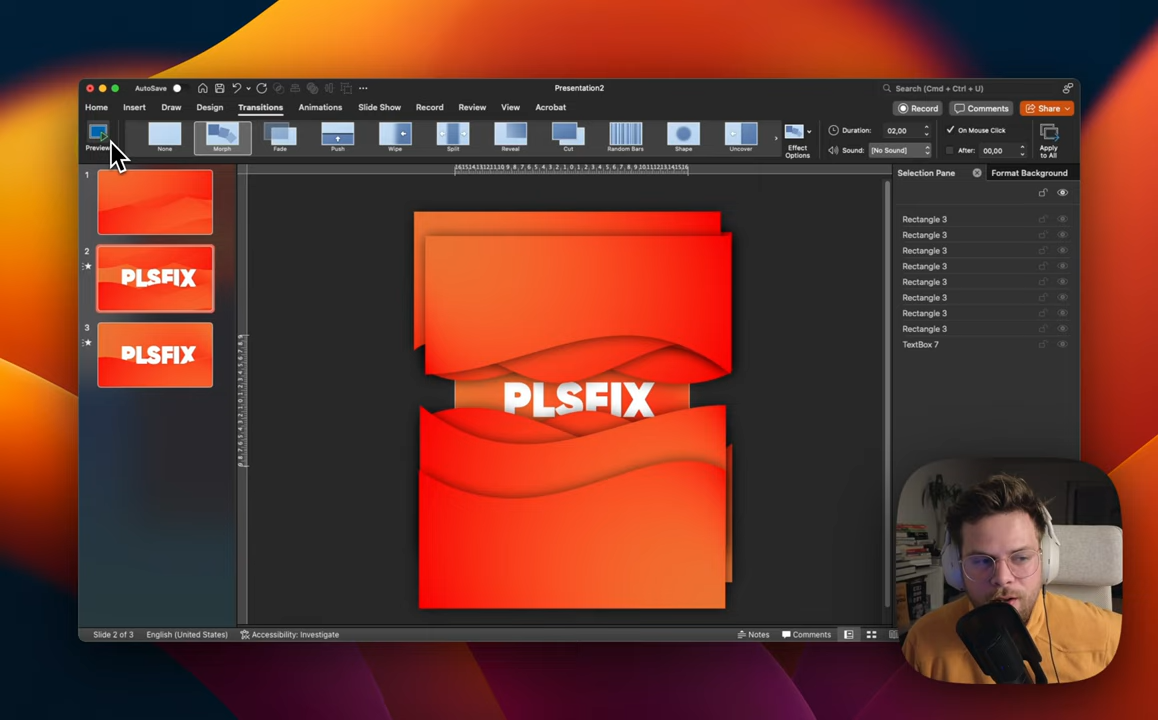 AutoSave
Presentation2
Search (Cmd + Ctrl + U)
Home Insert Draw Design Transitions Animations Slide Show Record Review View Acrobat
Record Comments Share
Preview
None Morph Fade Push Wipe Split Reveal Cut Random Bars Shape Uncover
Effect Options
Duration: 02,00
Sound: [No Sound]
On Mouse Click
After: 00,00
Apply to All
1
2
PLSFIX
3
PLSFIX
PLSFIX
Selection Pane Format Background
Rectangle 3
Rectangle 3
Rectangle 3
Rectangle 3
Rectangle 3
Rectangle 3
Rectangle 3
Rectangle 3
TextBox 7
Slide 2 of 3 English (United States) Accessibility: Investigate Notes Comments